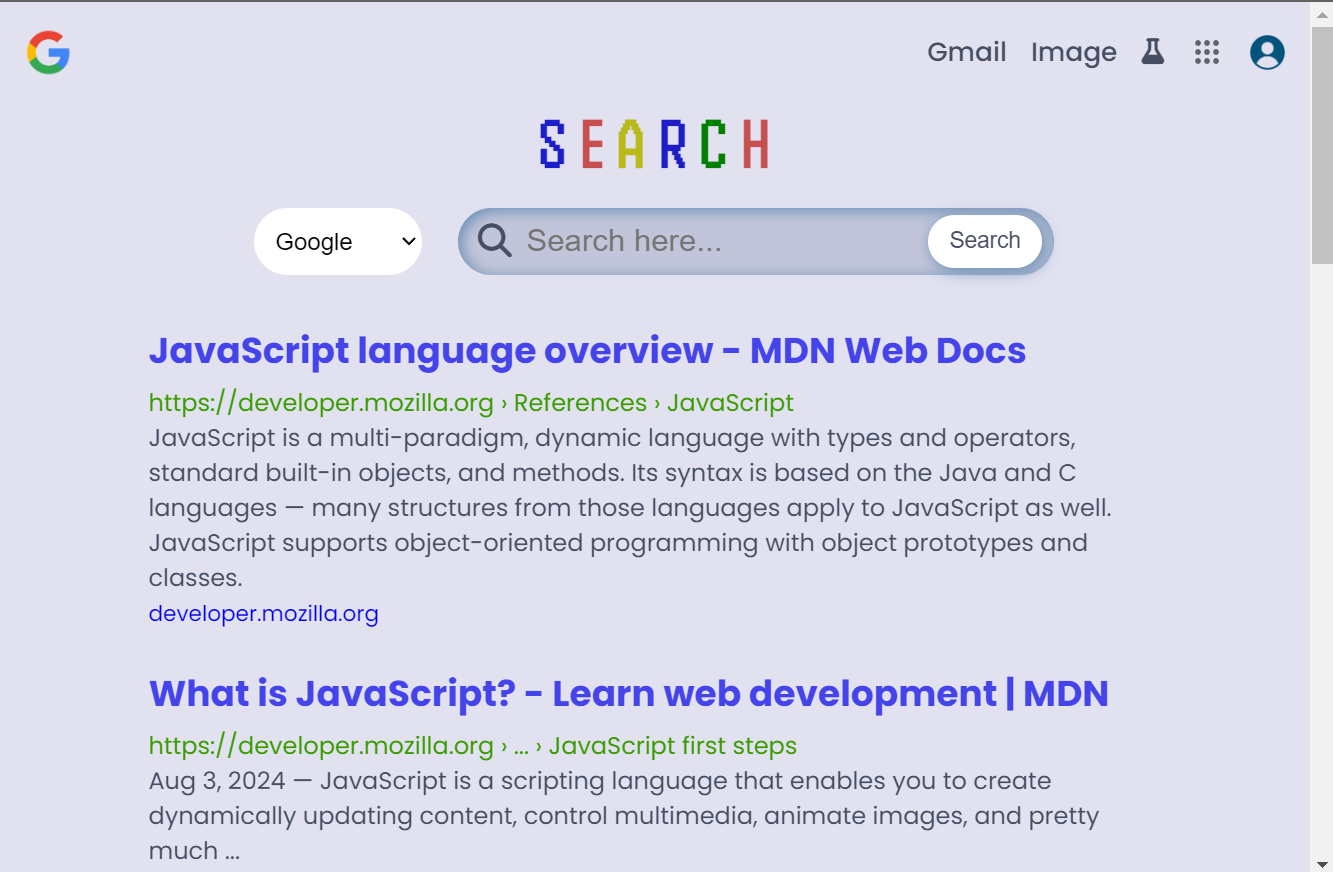 Gmail Image
SEARCH
Google
Search here...
Search
JavaScript language overview - MDN Web Docs
https://developer.mozilla.org › References › JavaScript
JavaScript is a multi-paradigm, dynamic language with types and operators,
standard built-in objects, and methods. Its syntax is based on the Java and C
languages — many structures from those languages apply to JavaScript as well.
JavaScript supports object-oriented programming with object prototypes and
classes.
developer.mozilla.org
What is JavaScript? - Learn web development | MDN
https://developer.mozilla.org › ... › JavaScript first steps
Aug 3, 2024 — JavaScript is a scripting language that enables you to create
dynamically updating content, control multimedia, animate images, and pretty
much ...